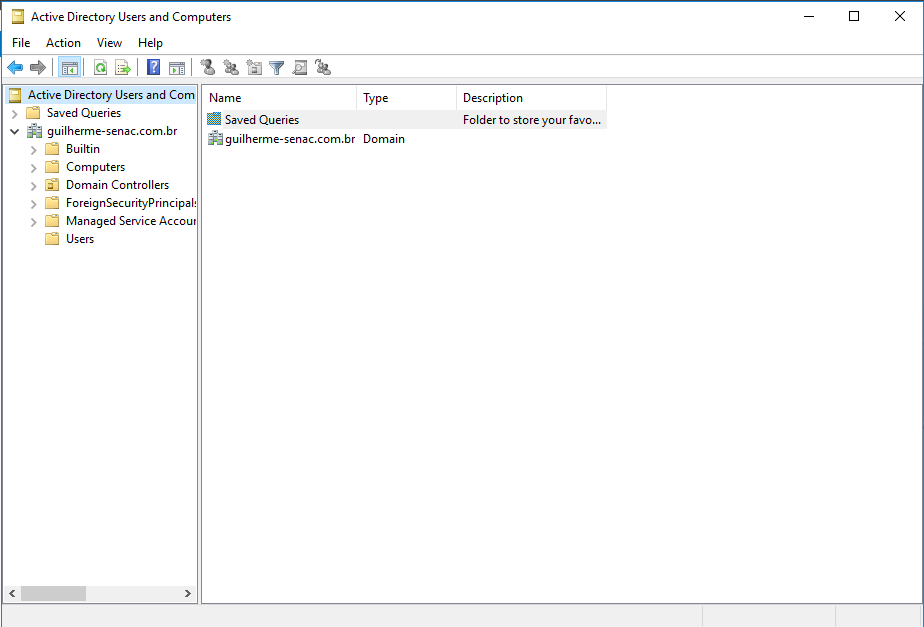 Active Directory Users and Computers
File Action View Help
Active Directory Users and Com
Saved Queries
guilherme-senac.com.br
Builtin
Computers
Domain Controllers
ForeignSecurityPrincipals
Managed Service Accoun
Users
Name Type Description
Saved Queries Folder to store your favo...
guilherme-senac.com.br Domain